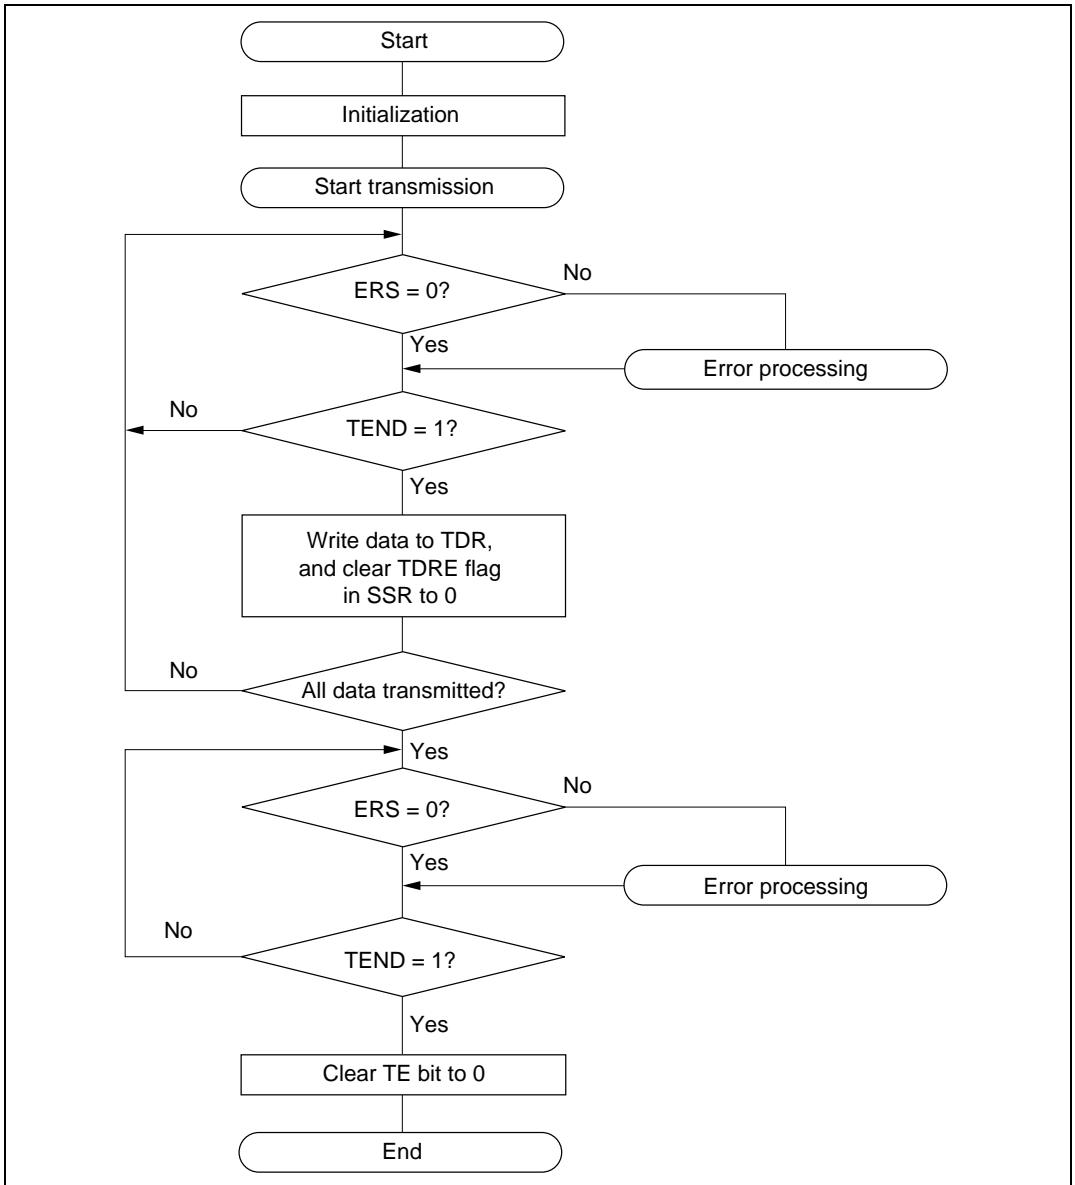 Start
Initialization
Start transmission
ERS = 0?
No
Yes
Error processing
No
TEND = 1?
Yes
Write data to TDR,
and clear TDRE flag
in SSR to 0
No
All data transmitted?
Yes
ERS = 0?
No
Yes
Error processing
No
TEND = 1?
Yes
Clear TE bit to 0
End